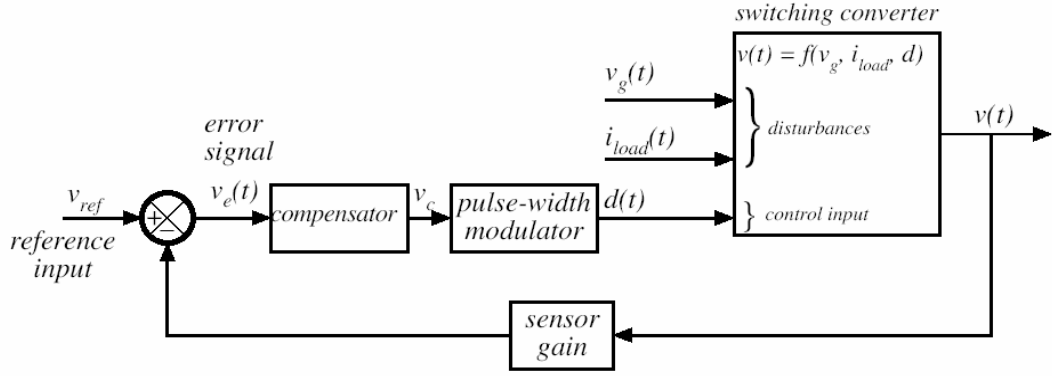 switching converter
v(t) = f(v_g, i_load, d)
v_g(t)
} disturbances
i_load(t)
v(t)
error
signal
v_ref
+
−
v_e(t)
compensator
v_c
pulse-width
modulator
d(t)
} control input
reference
input
sensor
gain